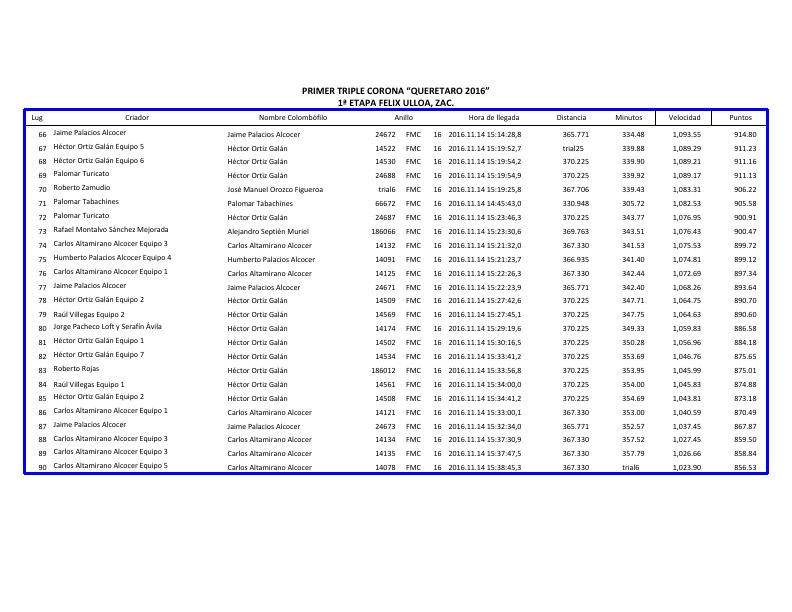 PRIMER TRIPLE CORONA “QUERETARO 2016”
1ª ETAPA FELIX ULLOA, ZAC.
Lug Criador Nombre Colombófilo Anillo Hora de llegada Distancia Minutos Velocidad Puntos
66 Jaime Palacios Alcocer Jaime Palacios Alcocer 24672 FMC 16 2016.11.14 15:14:28,8 365.771 334.48 1,093.55 914.80
67 Héctor Ortiz Galán Equipo 5 Héctor Ortiz Galán 14522 FMC 16 2016.11.14 15:19:52,7 trial25 339.88 1,089.29 911.23
68 Héctor Ortiz Galán Equipo 6 Héctor Ortiz Galán 14530 FMC 16 2016.11.14 15:19:54,2 370.225 339.90 1,089.21 911.16
69 Palomar Turicato Héctor Ortiz Galán 24688 FMC 16 2016.11.14 15:19:54,9 370.225 339.92 1,089.17 911.13
70 Roberto Zamudio José Manuel Orozco Figueroa trial6 FMC 16 2016.11.14 15:19:25,8 367.706 339.43 1,083.31 906.22
71 Palomar Tabachines Palomar Tabachines 66672 FMC 16 2016.11.14 14:45:43,0 330.948 305.72 1,082.53 905.58
72 Palomar Turicato Héctor Ortiz Galán 24687 FMC 16 2016.11.14 15:23:46,3 370.225 343.77 1,076.95 900.91
73 Rafael Montalvo Sánchez Mejorada Alejandro Septién Muriel 186066 FMC 16 2016.11.14 15:23:30,6 369.763 343.51 1,076.43 900.47
74 Carlos Altamirano Alcocer Equipo 3 Carlos Altamirano Alcocer 14132 FMC 16 2016.11.14 15:21:32,0 367.330 341.53 1,075.53 899.72
75 Humberto Palacios Alcocer Equipo 4 Humberto Palacios Alcocer 14091 FMC 16 2016.11.14 15:21:23,7 366.935 341.40 1,074.81 899.12
76 Carlos Altamirano Alcocer Equipo 1 Carlos Altamirano Alcocer 14125 FMC 16 2016.11.14 15:22:26,3 367.330 342.44 1,072.69 897.34
77 Jaime Palacios Alcocer Jaime Palacios Alcocer 24671 FMC 16 2016.11.14 15:22:23,9 365.771 342.40 1,068.26 893.64
78 Héctor Ortiz Galán Equipo 2 Héctor Ortiz Galán 14509 FMC 16 2016.11.14 15:27:42,6 370.225 347.71 1,064.75 890.70
79 Raúl Villegas Equipo 2 Héctor Ortiz Galán 14569 FMC 16 2016.11.14 15:27:45,1 370.225 347.75 1,064.63 890.60
80 Jorge Pacheco Loft y Serafín Ávila Héctor Ortiz Galán 14174 FMC 16 2016.11.14 15:29:19,6 370.225 349.33 1,059.83 886.58
81 Héctor Ortiz Galán Equipo 1 Héctor Ortiz Galán 14502 FMC 16 2016.11.14 15:30:16,5 370.225 350.28 1,056.96 884.18
82 Héctor Ortiz Galán Equipo 7 Héctor Ortiz Galán 14534 FMC 16 2016.11.14 15:33:41,2 370.225 353.69 1,046.76 875.65
83 Roberto Rojas Héctor Ortiz Galán 186012 FMC 16 2016.11.14 15:33:56,8 370.225 353.95 1,045.99 875.01
84 Raúl Villegas Equipo 1 Héctor Ortiz Galán 14561 FMC 16 2016.11.14 15:34:00,0 370.225 354.00 1,045.83 874.88
85 Héctor Ortiz Galán Equipo 2 Héctor Ortiz Galán 14508 FMC 16 2016.11.14 15:34:41,2 370.225 354.69 1,043.81 873.18
86 Carlos Altamirano Alcocer Equipo 1 Carlos Altamirano Alcocer 14121 FMC 16 2016.11.14 15:33:00,1 367.330 353.00 1,040.59 870.49
87 Jaime Palacios Alcocer Jaime Palacios Alcocer 24673 FMC 16 2016.11.14 15:32:34,0 365.771 352.57 1,037.45 867.87
88 Carlos Altamirano Alcocer Equipo 3 Carlos Altamirano Alcocer 14134 FMC 16 2016.11.14 15:37:30,9 367.330 357.52 1,027.45 859.50
89 Carlos Altamirano Alcocer Equipo 3 Carlos Altamirano Alcocer 14135 FMC 16 2016.11.14 15:37:47,5 367.330 357.79 1,026.66 858.84
90 Carlos Altamirano Alcocer Equipo 5 Carlos Altamirano Alcocer 14078 FMC 16 2016.11.14 15:38:45,3 367.330 trial6 1,023.90 856.53